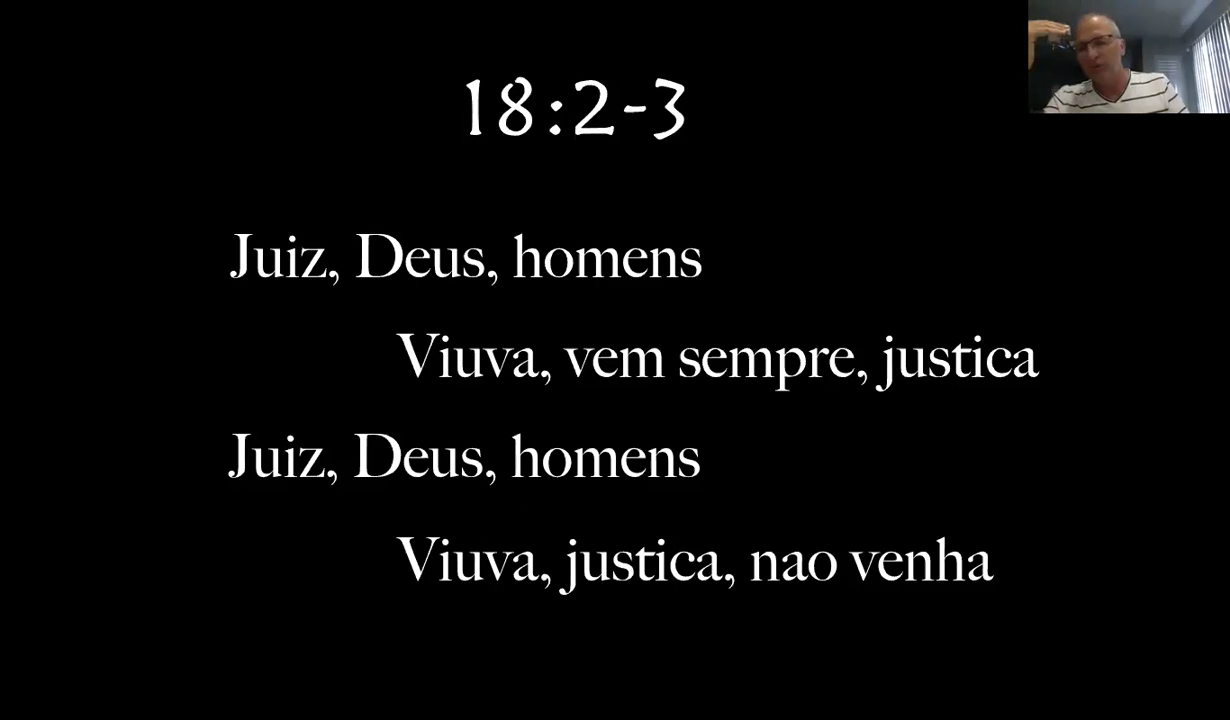 18:2-3
Juiz, Deus, homens
Viuva, vem sempre, justica
Juiz, Deus, homens
Viuva, justica, nao venha